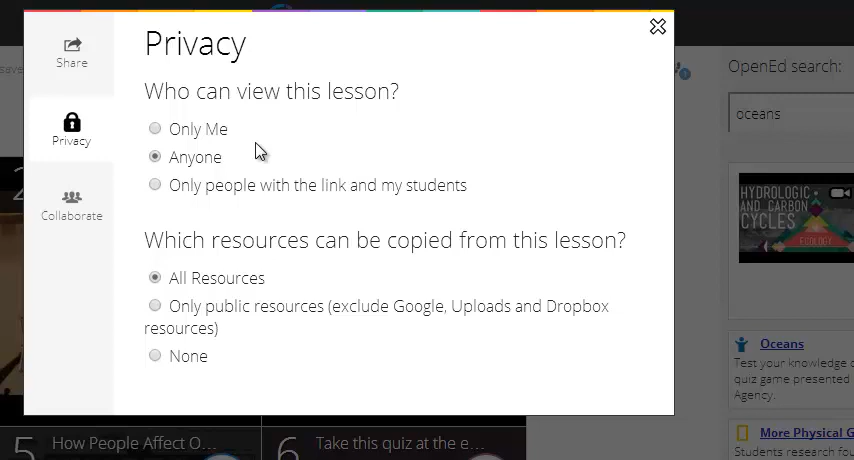 Share
Privacy
Collaborate
Privacy
Who can view this lesson?
Only Me
Anyone
Only people with the link and my students
Which resources can be copied from this lesson?
All Resources
Only public resources (exclude Google, Uploads and Dropbox
resources)
None
OpenEd search:
oceans
HYDROLOGIC
AND CARBON
CYCLES
ECOLOGY
Oceans
Test your knowledge
quiz game presented
Agency.
More Physical G
Students research fou
5 How People Affect O...
6 Take this quiz at the e...
2